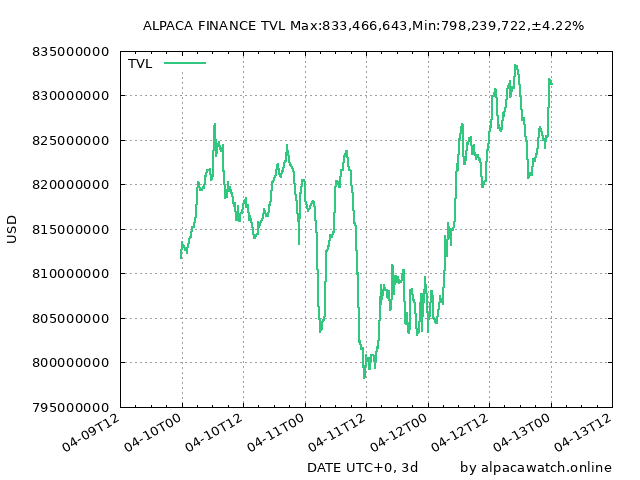 ALPACA FINANCE TVL Max:833,466,643,Min:798,239,722,±4.22%
835000000
TVL
830000000
825000000
820000000
815000000
810000000
805000000
800000000
795000000
USD
04-09T12
04-10T00
04-10T12
04-11T00
04-11T12
04-12T00
04-12T12
04-13T00
04-13T12
DATE UTC+0, 3d
by alpacawatch.online